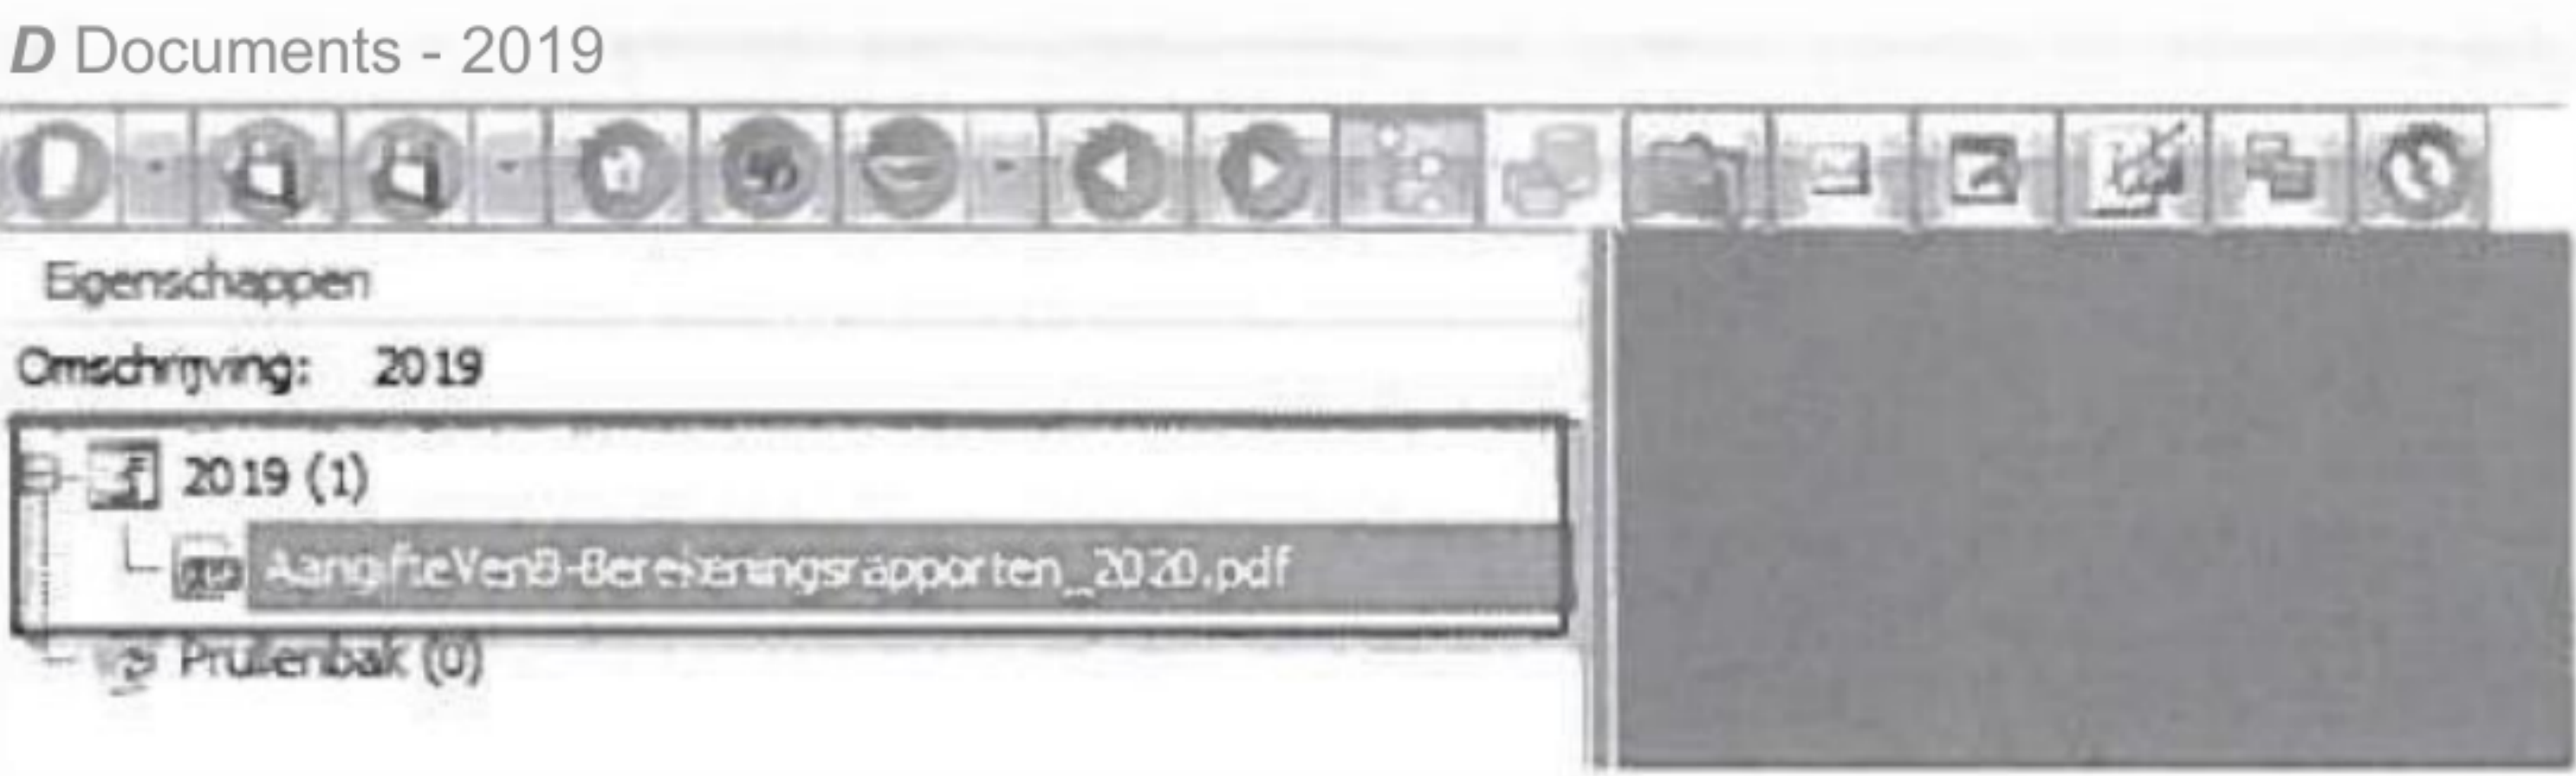 D Documents - 2019
Eigenschappen
Omschrijving: 2019
2019 (1)
AangifteVenB-Berekeningsrapporten_2020.pdf
Prullenbak (0)